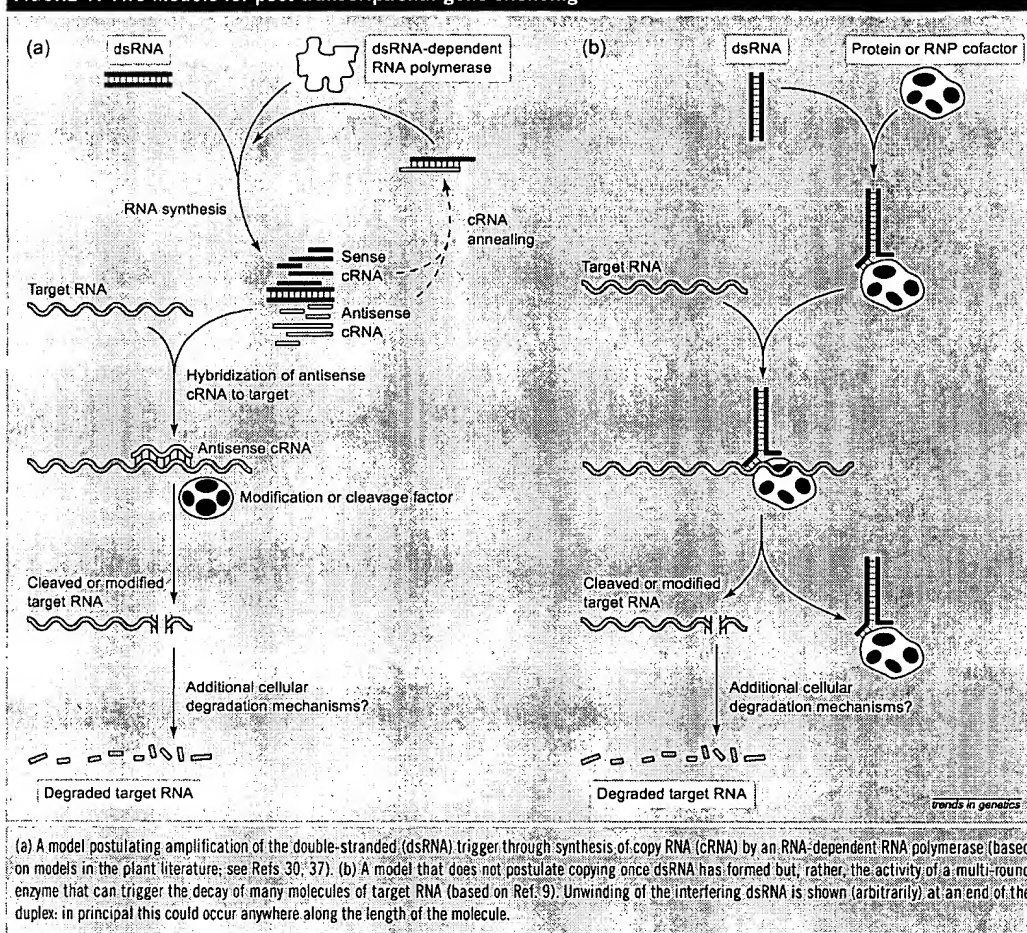 (a)
dsRNA
dsRNA-dependent
RNA polymerase
RNA synthesis
cRNA
annealing
Sense
cRNA
Target RNA
Antisense
cRNA
Hybridization of antisense
cRNA to target
Antisense cRNA
Modification or cleavage factor
Cleaved or modified
target RNA
Additional cellular
degradation mechanisms?
Degraded target RNA
(b)
dsRNA
Protein or RNP cofactor
Target RNA
Cleaved or modified
target RNA
Additional cellular
degradation mechanisms?
Degraded target RNA
trends in genetics
(a) A model postulating amplification of the double-stranded (dsRNA) trigger through synthesis of copy RNA (cRNA) by an RNA-dependent RNA polymerase (based
on models in the plant literature; see Refs 30, 37). (b) A model that does not postulate copying once dsRNA has formed but, rather, the activity of a multi-round
enzyme that can trigger the decay of many molecules of target RNA (based on Ref. 9). Unwinding of the interfering dsRNA is shown (arbitrarily) at an end of the
duplex: in principal this could occur anywhere along the length of the molecule.